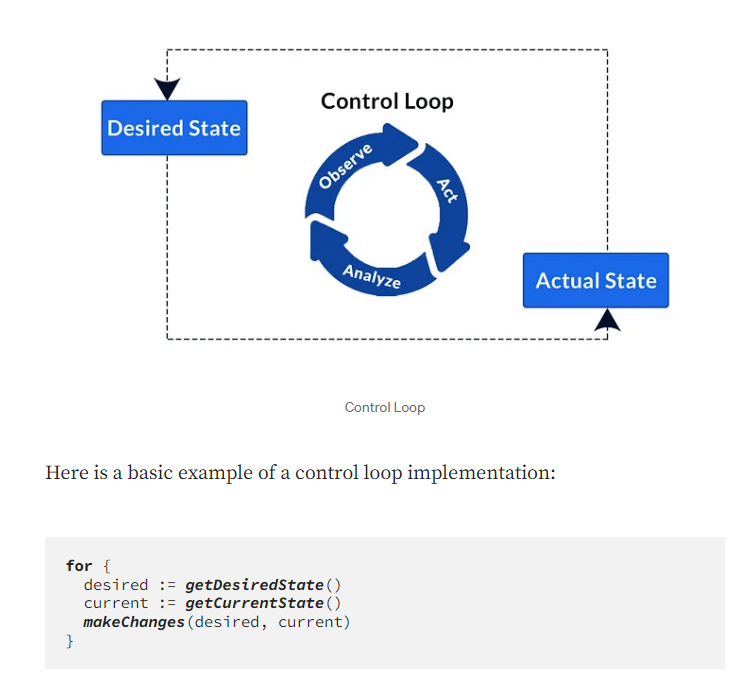 Control Loop
Desired State
Observe
Act
Analyze
Actual State
Control Loop
Here is a basic example of a control loop implementation:
for {
  desired := getDesiredState()
  current := getCurrentState()
  makeChanges(desired, current)
}